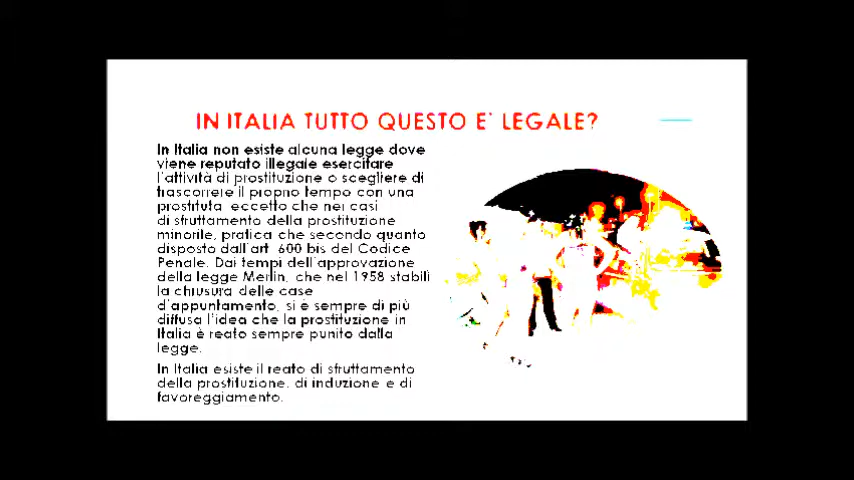 IN ITALIA TUTTO QUESTO E' LEGALE?
In Italia non esiste alcuna legge dove
viene reputato illegale esercitare
l'attività di prostituzione o scegliere di
trascorrere il proprio tempo con una
prostituta eccetto che nei casi
di sfruttamento della prostituzione
minorile, pratica che secondo quanto
disposto dall'art. 600 bis del Codice
Penale. Dai tempi dell'approvazione
della legge Merlin, che nel 1958 stabilì
la chiusura delle case
d'appuntamento, si è sempre di più
diffusa l'idea che la prostituzione in
Italia è reato sempre punito dalla
legge.
In Italia esiste il reato di sfruttamento
della prostituzione, di induzione e di
favoreggiamento.